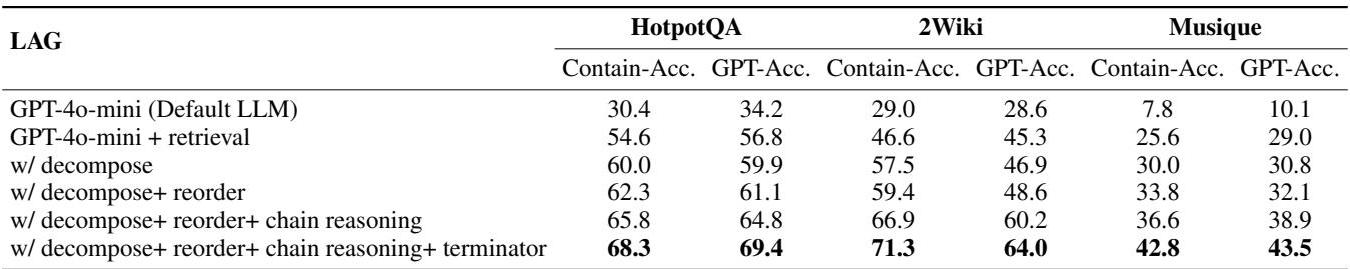 LAG HotpotQA 2Wiki Musique
Contain-Acc. GPT-Acc. Contain-Acc. GPT-Acc. Contain-Acc. GPT-Acc.
GPT-4o-mini (Default LLM) 30.4 34.2 29.0 28.6 7.8 10.1
GPT-4o-mini + retrieval 54.6 56.8 46.6 45.3 25.6 29.0
w/ decompose 60.0 59.9 57.5 46.9 30.0 30.8
w/ decompose+ reorder 62.3 61.1 59.4 48.6 33.8 32.1
w/ decompose+ reorder+ chain reasoning 65.8 64.8 66.9 60.2 36.6 38.9
w/ decompose+ reorder+ chain reasoning+ terminator 68.3 69.4 71.3 64.0 42.8 43.5